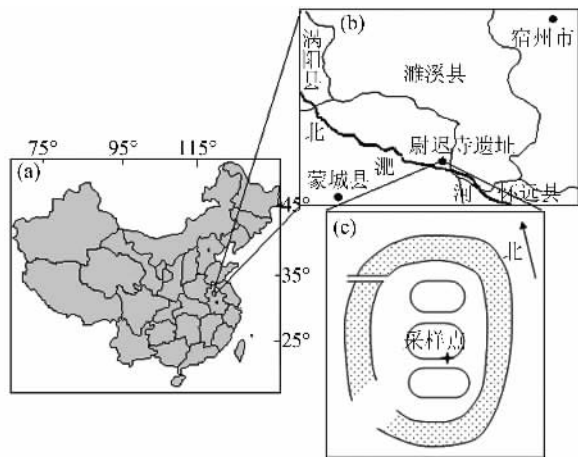 (b)
宿州市
涡阳县
濉溪县
北
淝
河
尉迟寺遗址
蒙城县
怀远县
75°
95°
115°
(a)
45°
35°
25°
(c)
北
采样点